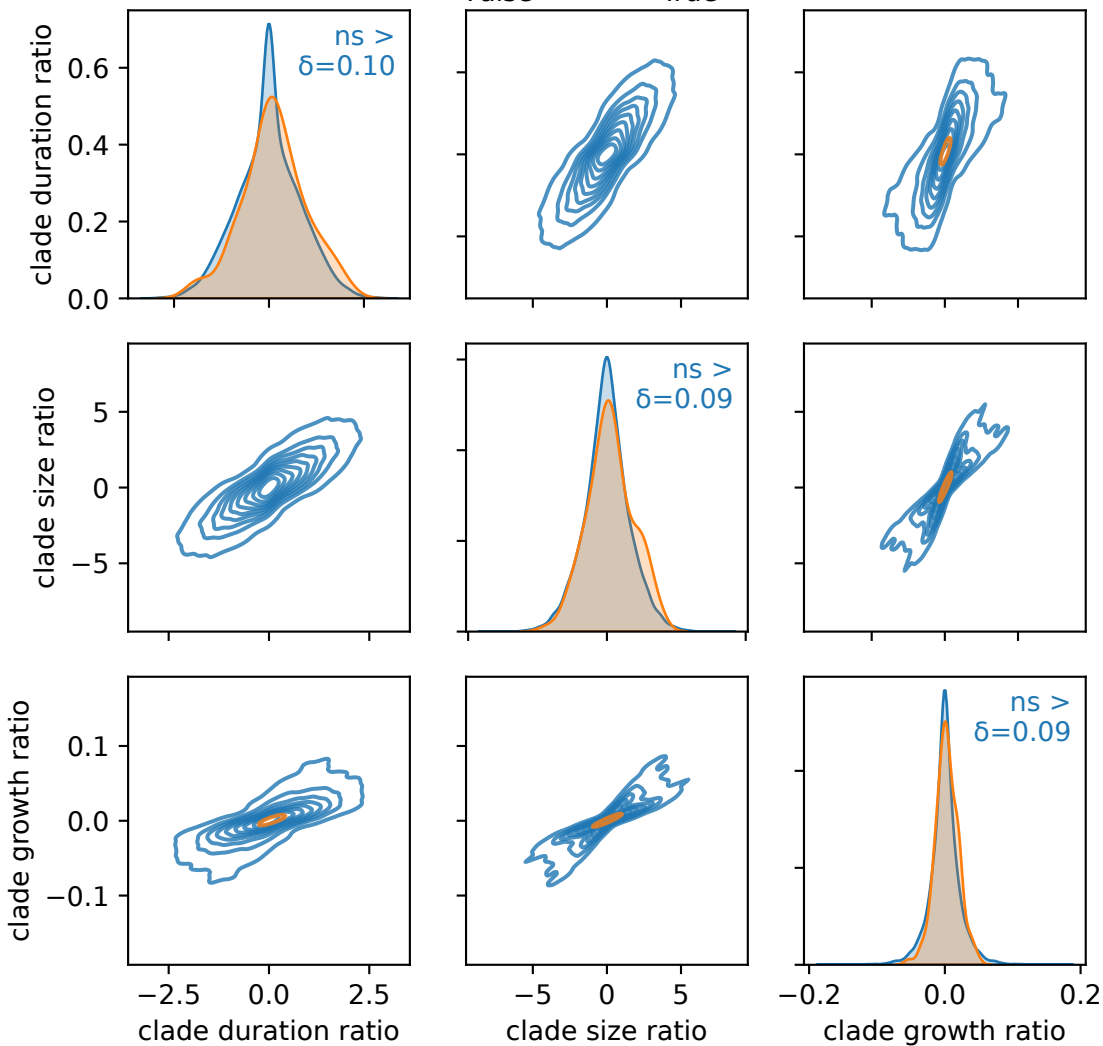 clade duration ratio
0.6
0.4
0.2
0.0
ns >
δ=0.10
clade size ratio
5
0
−5
ns >
δ=0.09
clade growth ratio
0.1
0.0
−0.1
ns >
δ=0.09
−2.5 0.0 2.5
−5 0 5
−0.2 0.0 0.2
clade duration ratio
clade size ratio
clade growth ratio